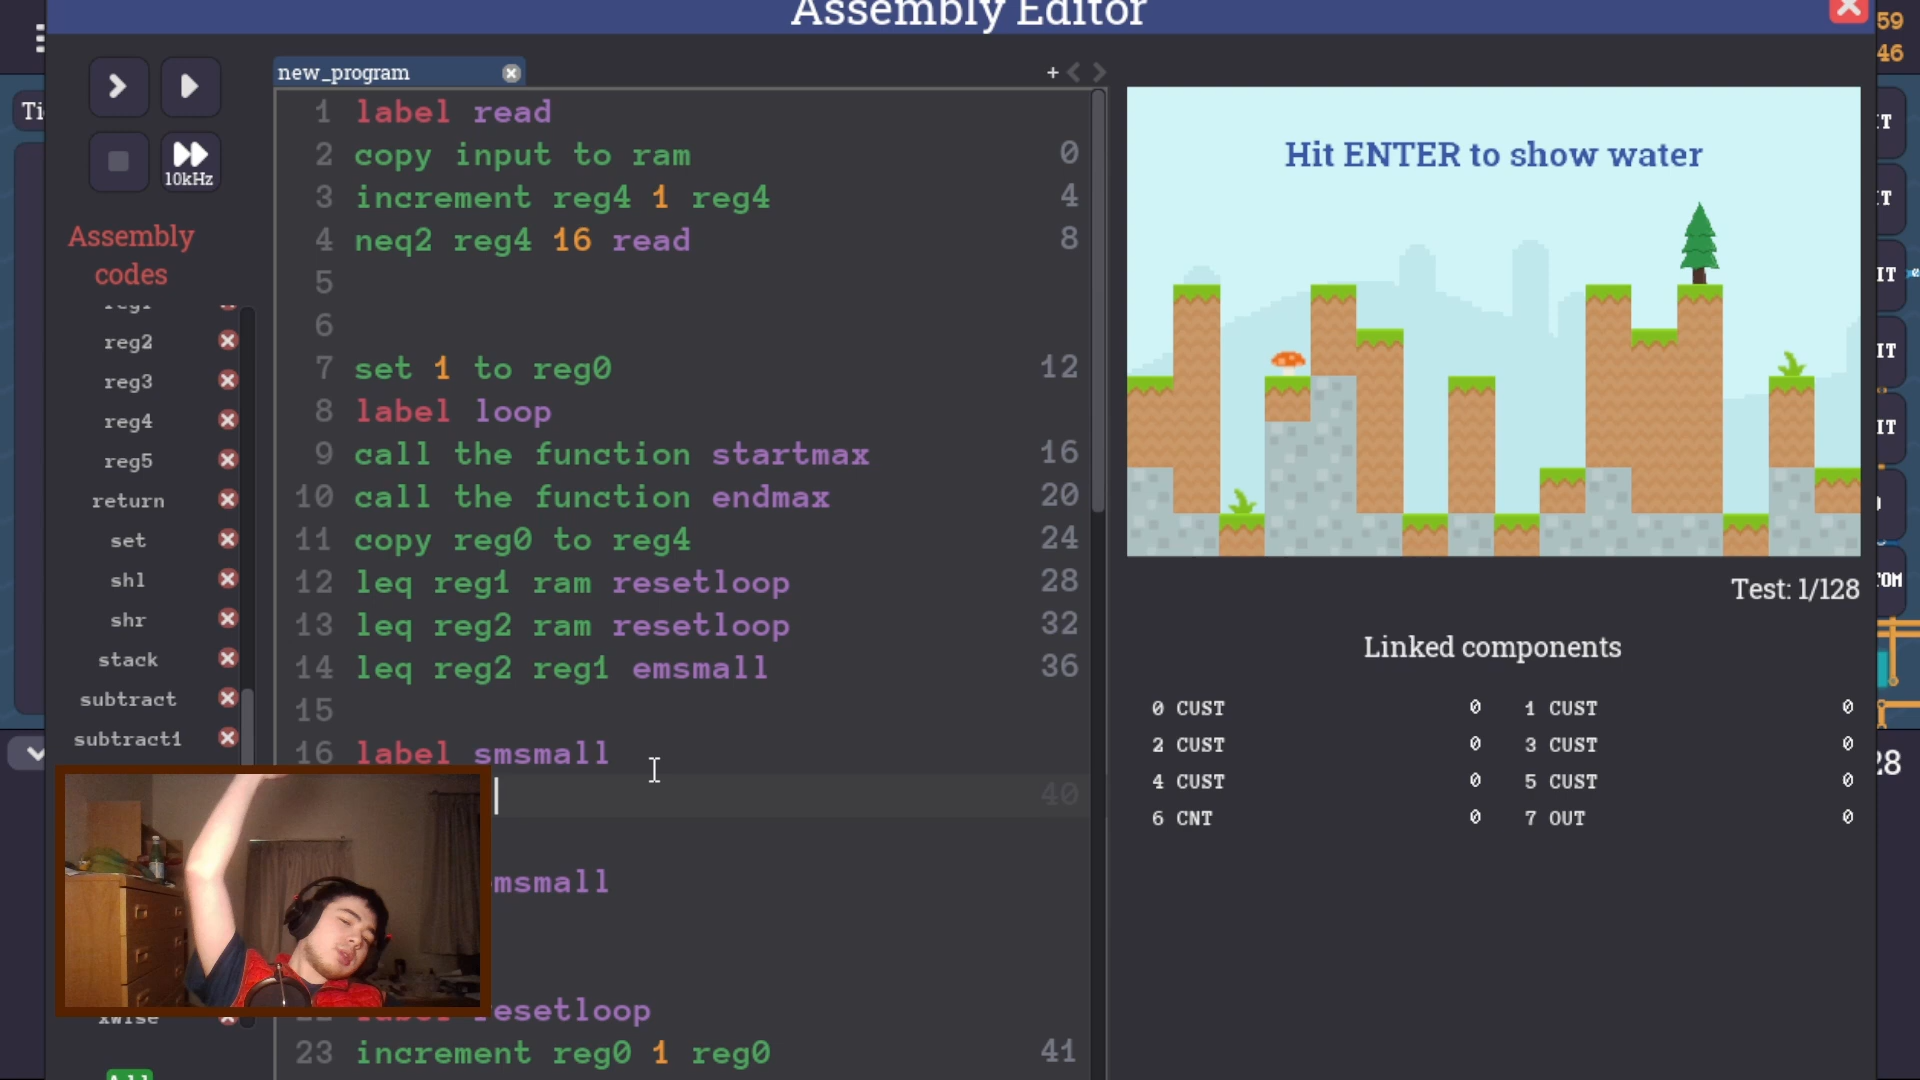 Assembly Editor
59
46
new_program
+
10kHz
Assembly
codes
reg2
reg3
reg4
reg5
return
set
shl
shr
stack
subtract
subtract1
xwise
Add
1 label read
2 copy input to ram 0
3 increment reg4 1 reg4 4
4 neq2 reg4 16 read 8
5
6
7 set 1 to reg0 12
8 label loop
9 call the function startmax 16
10 call the function endmax 20
11 copy reg0 to reg4 24
12 leq reg1 ram resetloop 28
13 leq reg2 ram resetloop 32
14 leq reg2 reg1 emsmall 36
15
16 label smsmall
40
msmall
resetloop
23 increment reg0 1 reg0 41
Hit ENTER to show water
Test: 1/128
Linked components
0 CUST 0 1 CUST 0
2 CUST 0 3 CUST 0
4 CUST 0 5 CUST 0
6 CNT 0 7 OUT 0